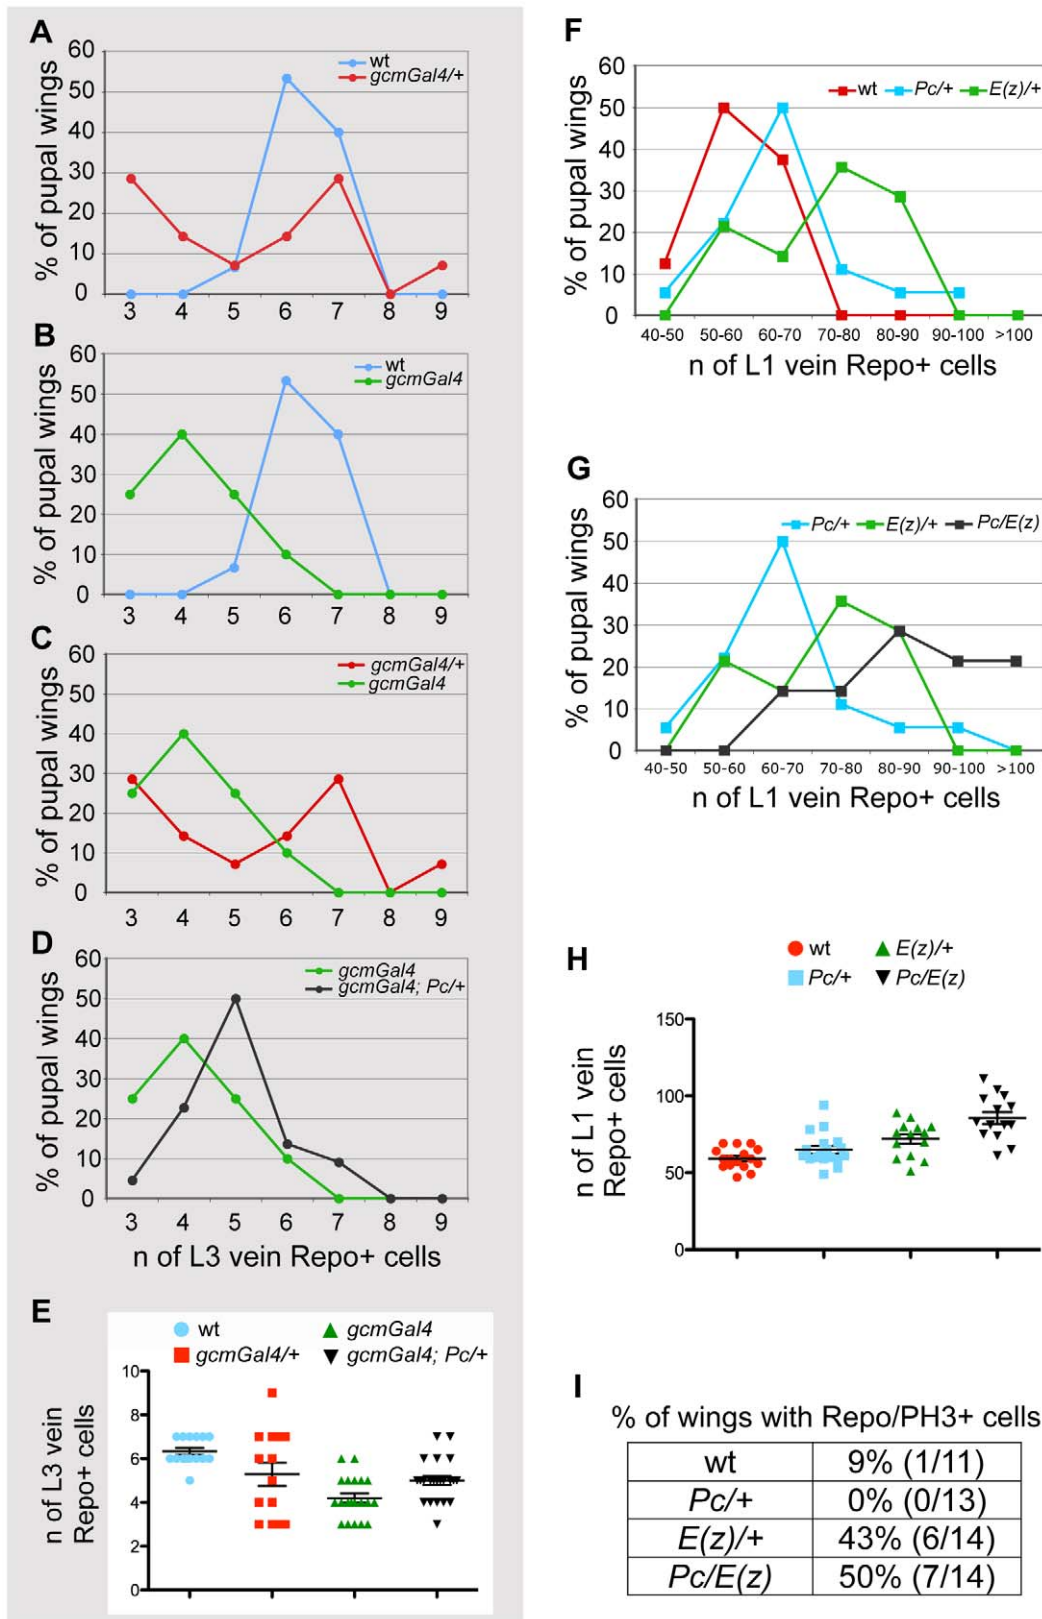 A
% of pupal wings
60
50
40
30
20
10
0
wt
gcmGal4/+
3 4 5 6 7 8 9
B
% of pupal wings
60
50
40
30
20
10
0
wt
gcmGal4
3 4 5 6 7 8 9
C
% of pupal wings
60
50
40
30
20
10
0
gcmGal4/+
gcmGal4
3 4 5 6 7 8 9
D
% of pupal wings
60
50
40
30
20
10
0
gcmGal4
gcmGal4; Pc/+
3 4 5 6 7 8 9
n of L3 vein Repo+ cells
E
wt
gcmGal4
gcmGal4/+
gcmGal4; Pc/+
n of L3 vein
Repo+ cells
10
8
6
4
2
0
F
% of pupal wings
60
50
40
30
20
10
0
wt Pc/+ E(z)/+
40-50 50-60 60-70 70-80 80-90 90-100 >100
n of L1 vein Repo+ cells
G
% of pupal wings
60
50
40
30
20
10
0
Pc/+ E(z)/+ Pc/E(z)
40-50 50-60 60-70 70-80 80-90 90-100 >100
n of L1 vein Repo+ cells
H
wt E(z)/+
Pc/+ Pc/E(z)
n of L1 vein
Repo+ cells
150
100
50
0
I
% of wings with Repo/PH3+ cells
wt 9% (1/11)
Pc/+ 0% (0/13)
E(z)/+ 43% (6/14)
Pc/E(z) 50% (7/14)